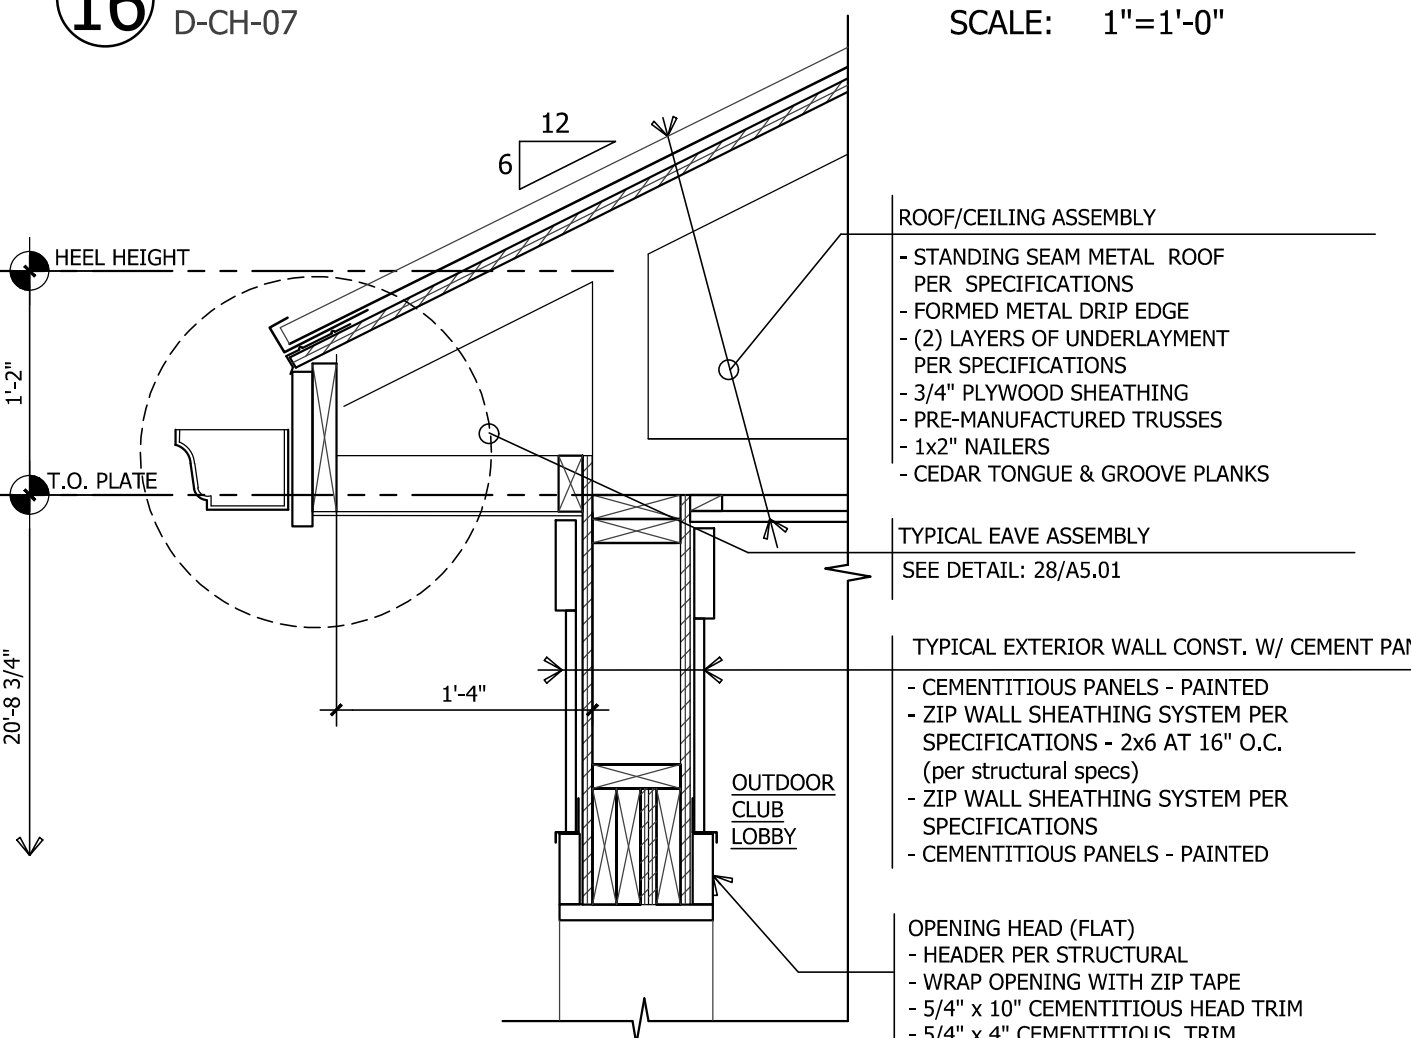 16
D-CH-07
SCALE: 1"=1'-0"
12
6
HEEL HEIGHT
1'-2"
T.O. PLATE
20'-8 3/4"
1'-4"
OUTDOOR
CLUB
LOBBY
ROOF/CEILING ASSEMBLY
- STANDING SEAM METAL ROOF
PER SPECIFICATIONS
- FORMED METAL DRIP EDGE
- (2) LAYERS OF UNDERLAYMENT
PER SPECIFICATIONS
- 3/4" PLYWOOD SHEATHING
- PRE-MANUFACTURED TRUSSES
- 1x2" NAILERS
- CEDAR TONGUE & GROOVE PLANKS
TYPICAL EAVE ASSEMBLY
SEE DETAIL: 28/A5.01
TYPICAL EXTERIOR WALL CONST. W/ CEMENT PAN
- CEMENTITIOUS PANELS - PAINTED
- ZIP WALL SHEATHING SYSTEM PER
SPECIFICATIONS - 2x6 AT 16" O.C.
(per structural specs)
- ZIP WALL SHEATHING SYSTEM PER
SPECIFICATIONS
- CEMENTITIOUS PANELS - PAINTED
OPENING HEAD (FLAT)
- HEADER PER STRUCTURAL
- WRAP OPENING WITH ZIP TAPE
- 5/4" x 10" CEMENTITIOUS HEAD TRIM
- 5/4" x 4" CEMENTITIOUS TRIM